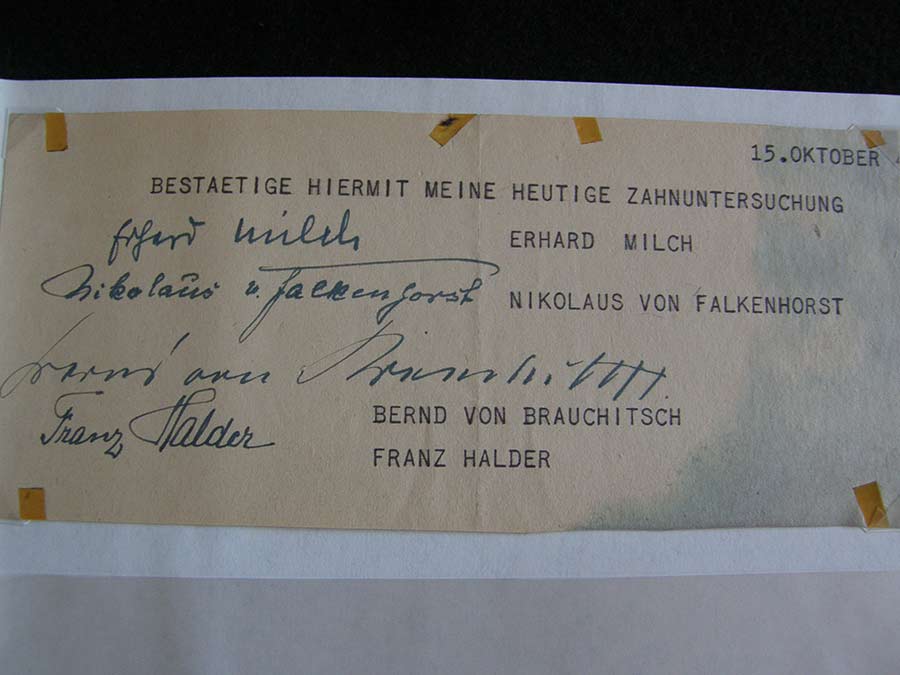 15.OKTOBER
BESTAETIGE HIERMIT MEINE HEUTIGE ZAHNUNTERSUCHUNG
Erhard Milch ERHARD MILCH
Nikolaus v. Falkenhorst NIKOLAUS VON FALKENHORST
Bernd von Brauchitsch
BERND VON BRAUCHITSCH
Franz Halder FRANZ HALDER